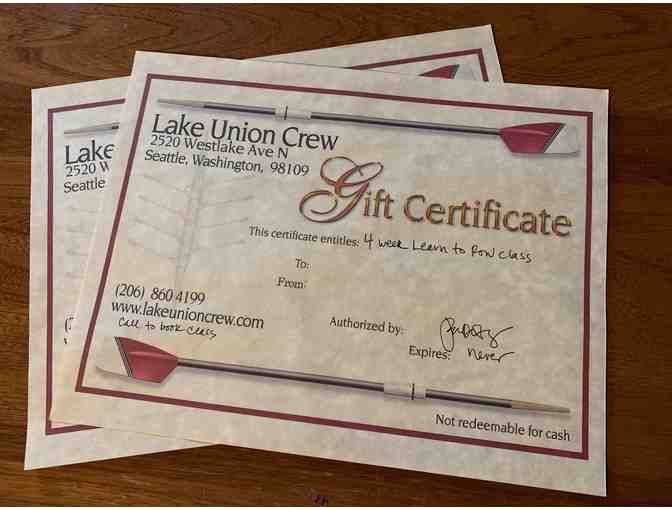 Lake Union Crew
2520 Westlake Ave N
Seattle, Washington, 98109
Gift Certificate
This certificate entitles: 4 week Learn to Row class
To:
From:
(206) 860 4199
www.lakeunioncrew.com
Call to book class
Authorized by:
Expires: never
Not redeemable for cash
Lake
2520 W
Seattle